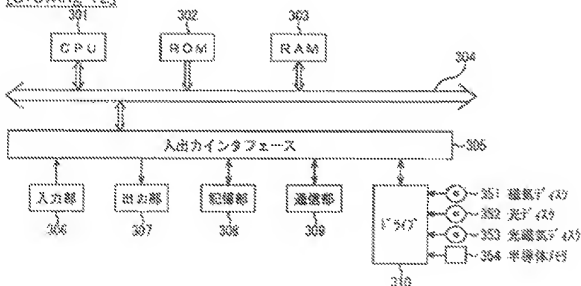 301 302 303
CPU ROM RAM
304
入出力インタフェース 305
入力部 出力部 記憶部 通信部 ドライブ
306 307 308 309
351 磁気ディスク
352 光ディスク
353 光磁気ディスク
354 半導体メモリ
310